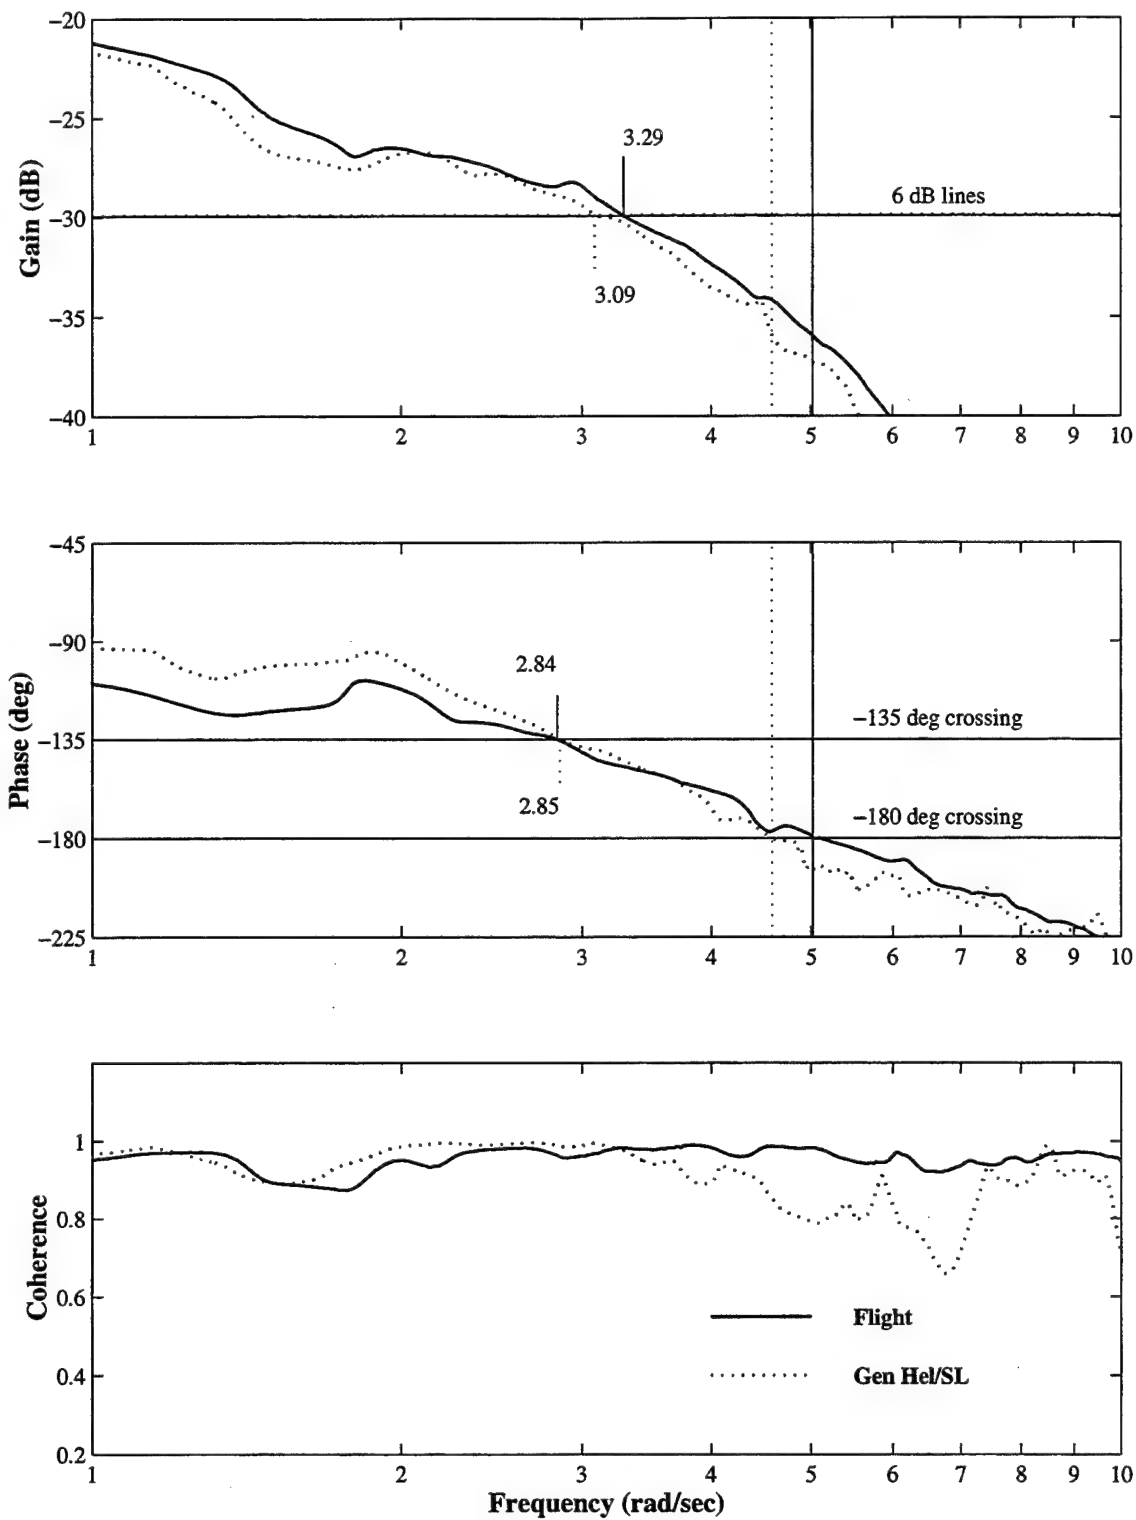 −20
−25
−30
−35
−40
Gain (dB)
3.29
6 dB lines
3.09
1 2 3 4 5 6 7 8 9 10
−45
−90
−135
−180
−225
Phase (deg)
2.84
−135 deg crossing
2.85
−180 deg crossing
1 2 3 4 5 6 7 8 9 10
1
0.8
0.6
0.4
0.2
Coherence
Flight
Gen Hel/SL
1 2 3 4 5 6 7 8 9 10
Frequency (rad/sec)